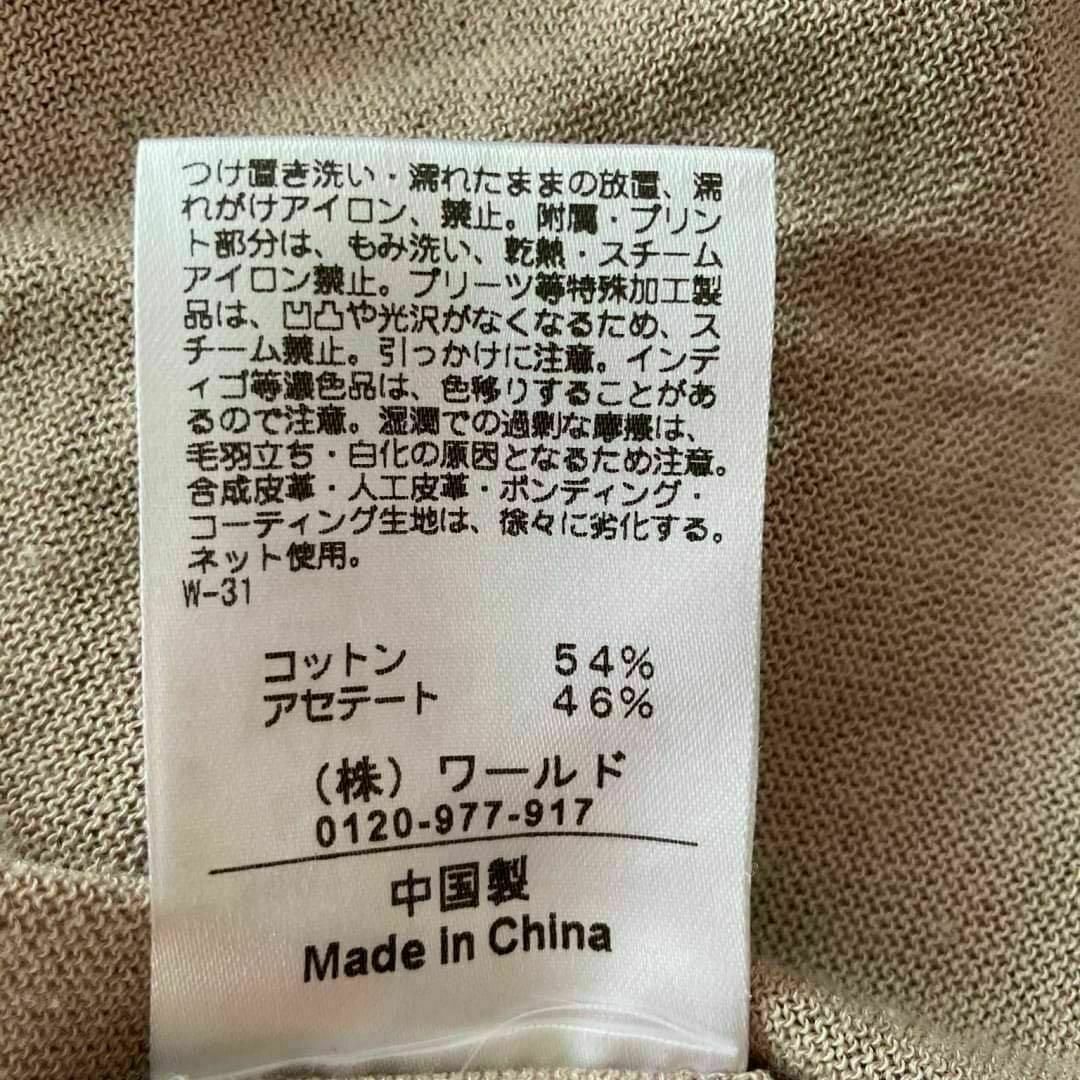 つけ置き洗い・濡れたままの放置、濡
れがけアイロン、禁止。附属・プリン
ト部分は、もみ洗い、乾熱・スチーム
アイロン禁止。プリーツ等特殊加工製
品は、凹凸や光沢がなくなるため、ス
チーム禁止。引っかけに注意。インデ
ィゴ等濃色品は、色移りすることがあ
るので注意。湿潤での過剰な摩擦は、
毛羽立ち・白化の原因となるため注意。
合成皮革・人工皮革・ボンディング・
コーティング生地は、徐々に劣化する。
ネット使用。
W-31
コットン 54%
アセテート 46%
（株）ワールド
0120-977-917
中国製
Made in China